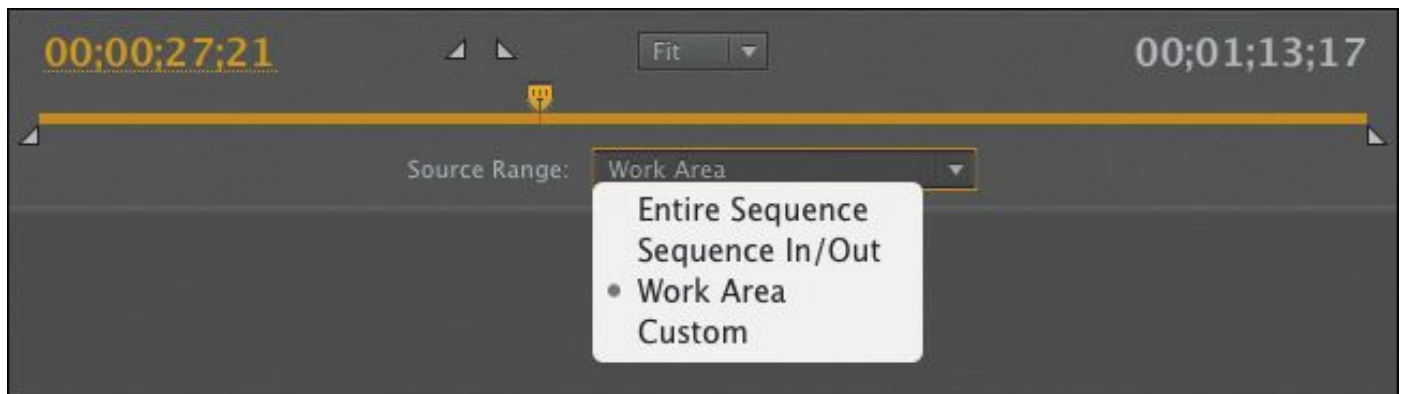 00;00;27;21 Fit 00;01;13;17
Source Range: Work Area
Entire Sequence
Sequence In/Out
• Work Area
Custom